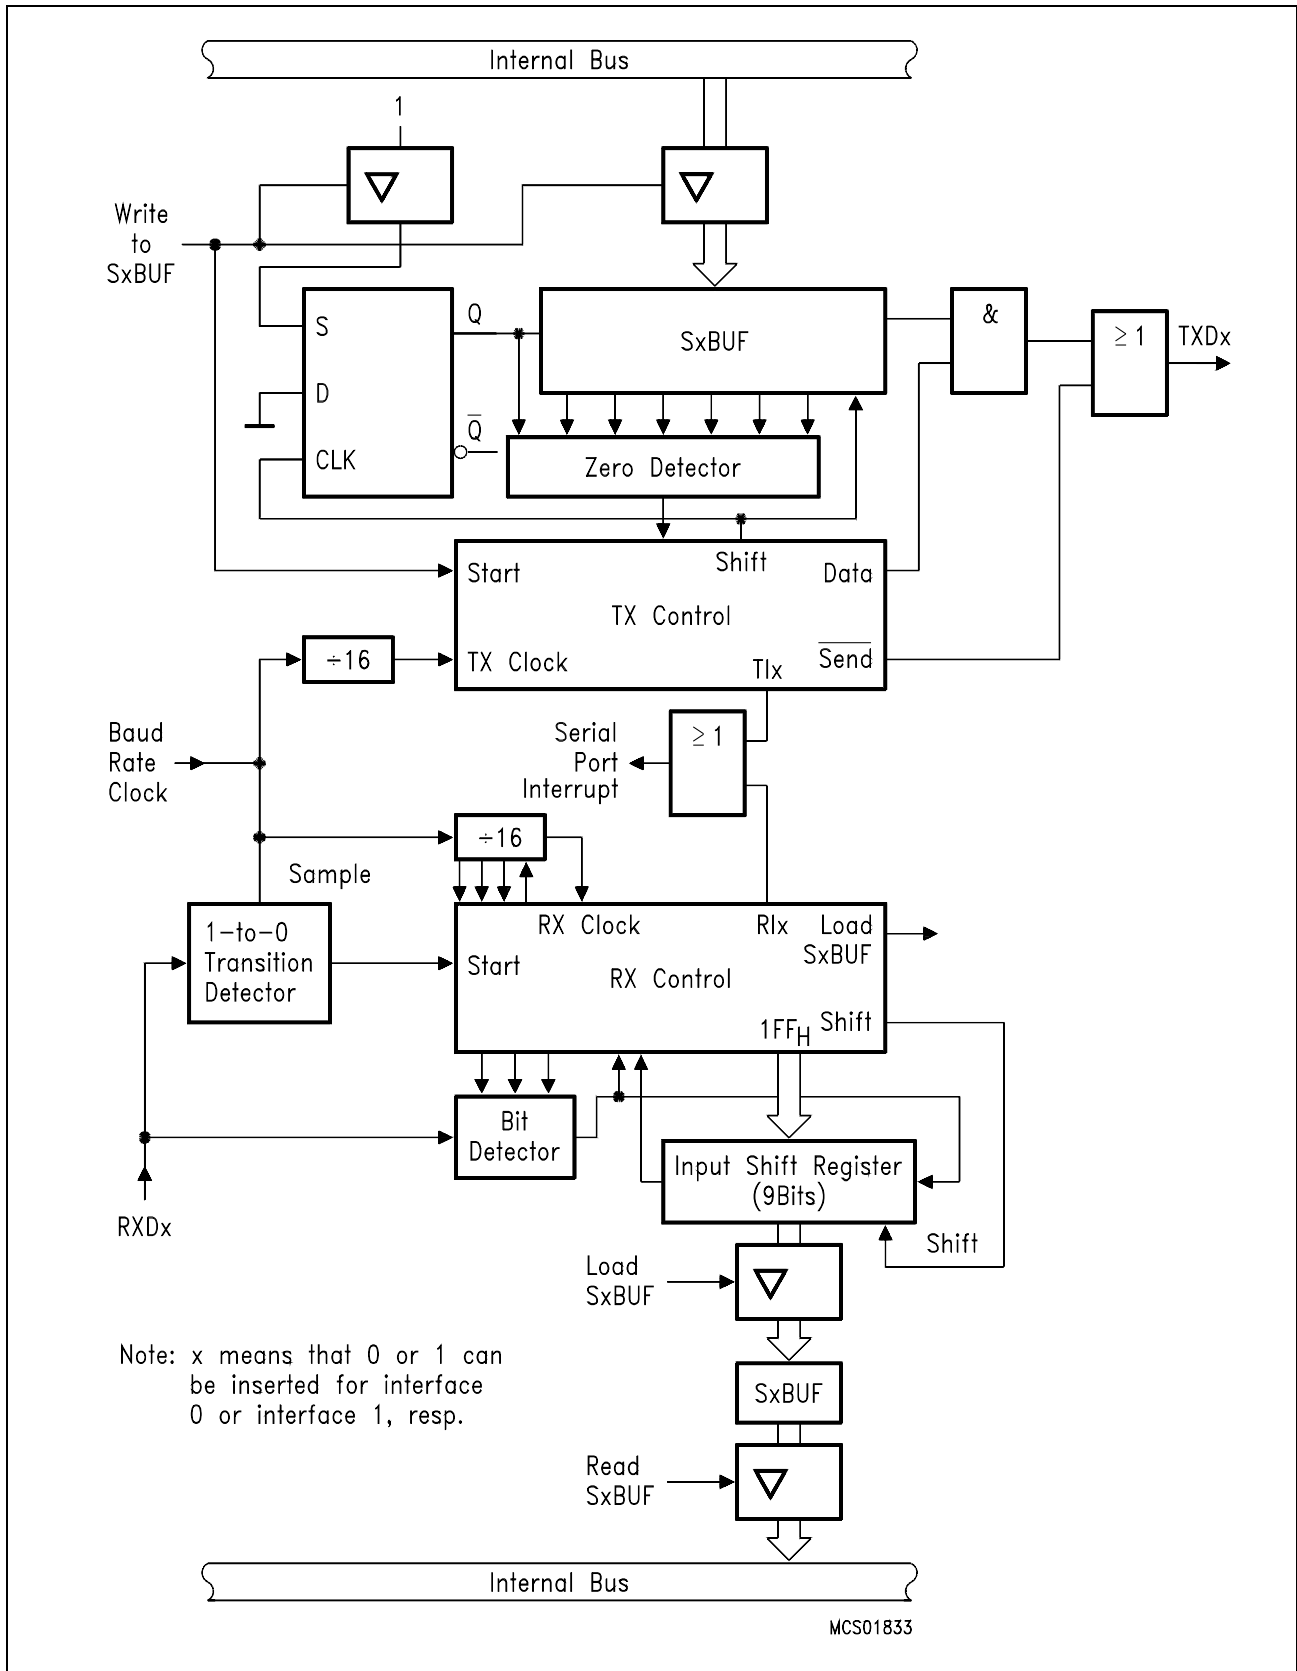 Internal Bus
1
Write
to
SxBUF
S
Q
SxBUF
&
≥ 1
TXDx
D
Q̅
CLK
Zero Detector
Shift
Start
Data
TX Control
÷16
TX Clock
TIx
S̅e̅n̅d̅
Baud
Rate
Clock
Serial
Port
Interrupt
≥ 1
÷16
Sample
1-to-0
Transition
Detector
RX Clock
RIx
Load
SxBUF
Start
RX Control
1FFH
Shift
Bit
Detector
Input Shift Register
(9Bits)
RXDx
Shift
Load
SxBUF
Note: x means that 0 or 1 can
be inserted for interface
0 or interface 1, resp.
SxBUF
Read
SxBUF
Internal Bus
MCS01833